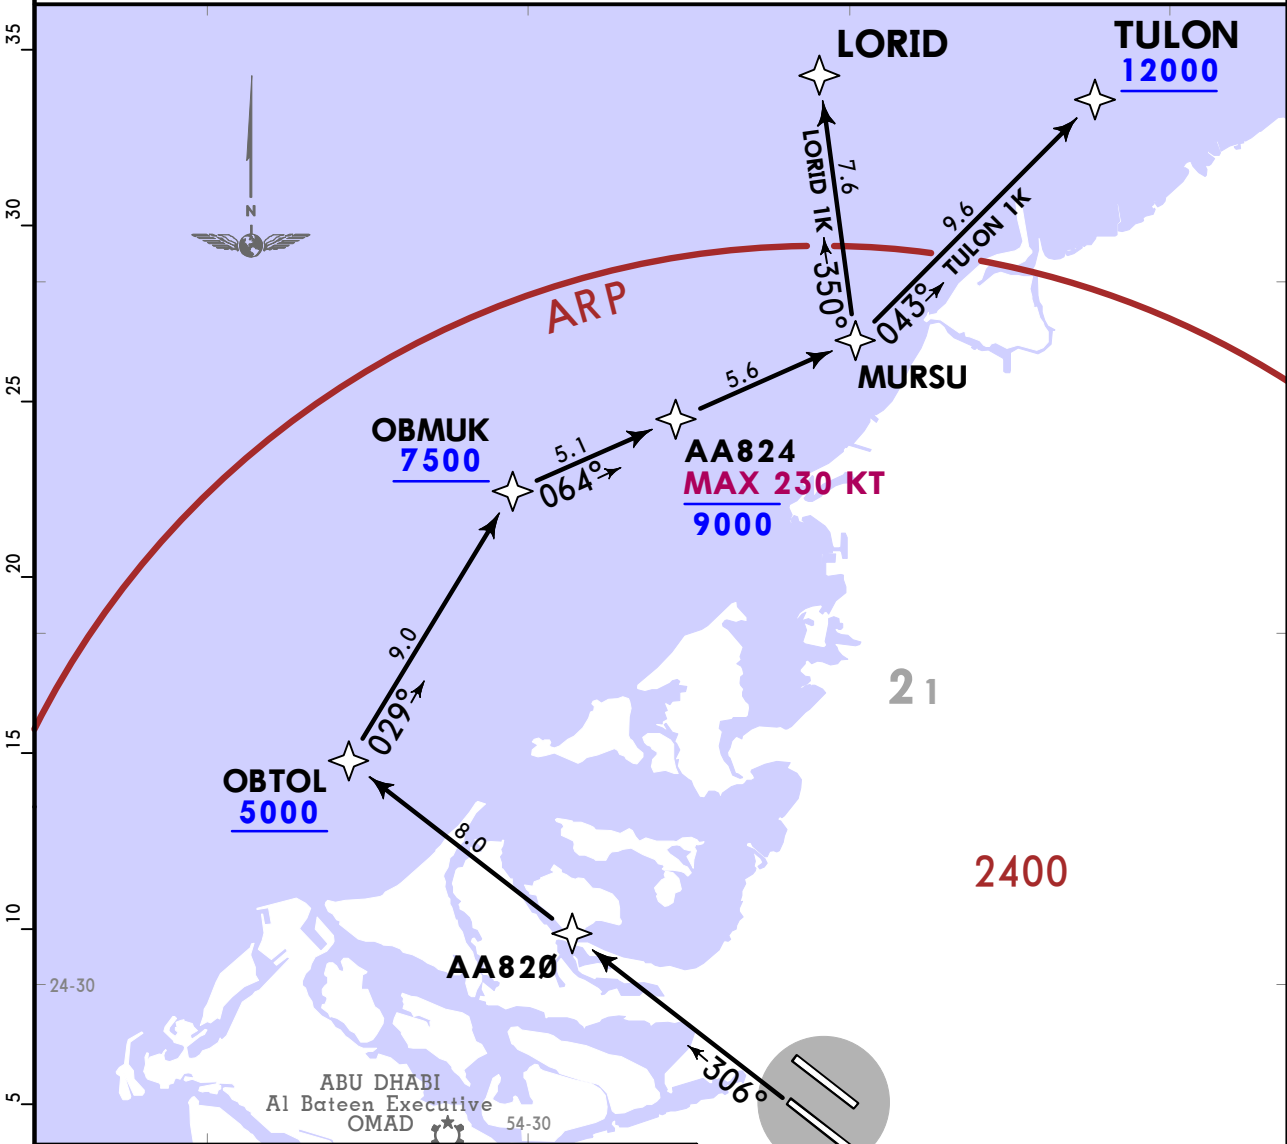 LORID
TULON
12000
35
LORID 1K
7.6
9.6
TULON 1K
30
N
350°
043°
ARP
MURSU
25
5.6
OBMUK
7500
5.1
064°
AA824
MAX 230 KT
9000
20
9.0
029°
21
15
OBTOL
5000
8.0
2400
10
AA82Ø
24-30
306°
5
ABU DHABI
Al Bateen Executive
OMAD
54-30